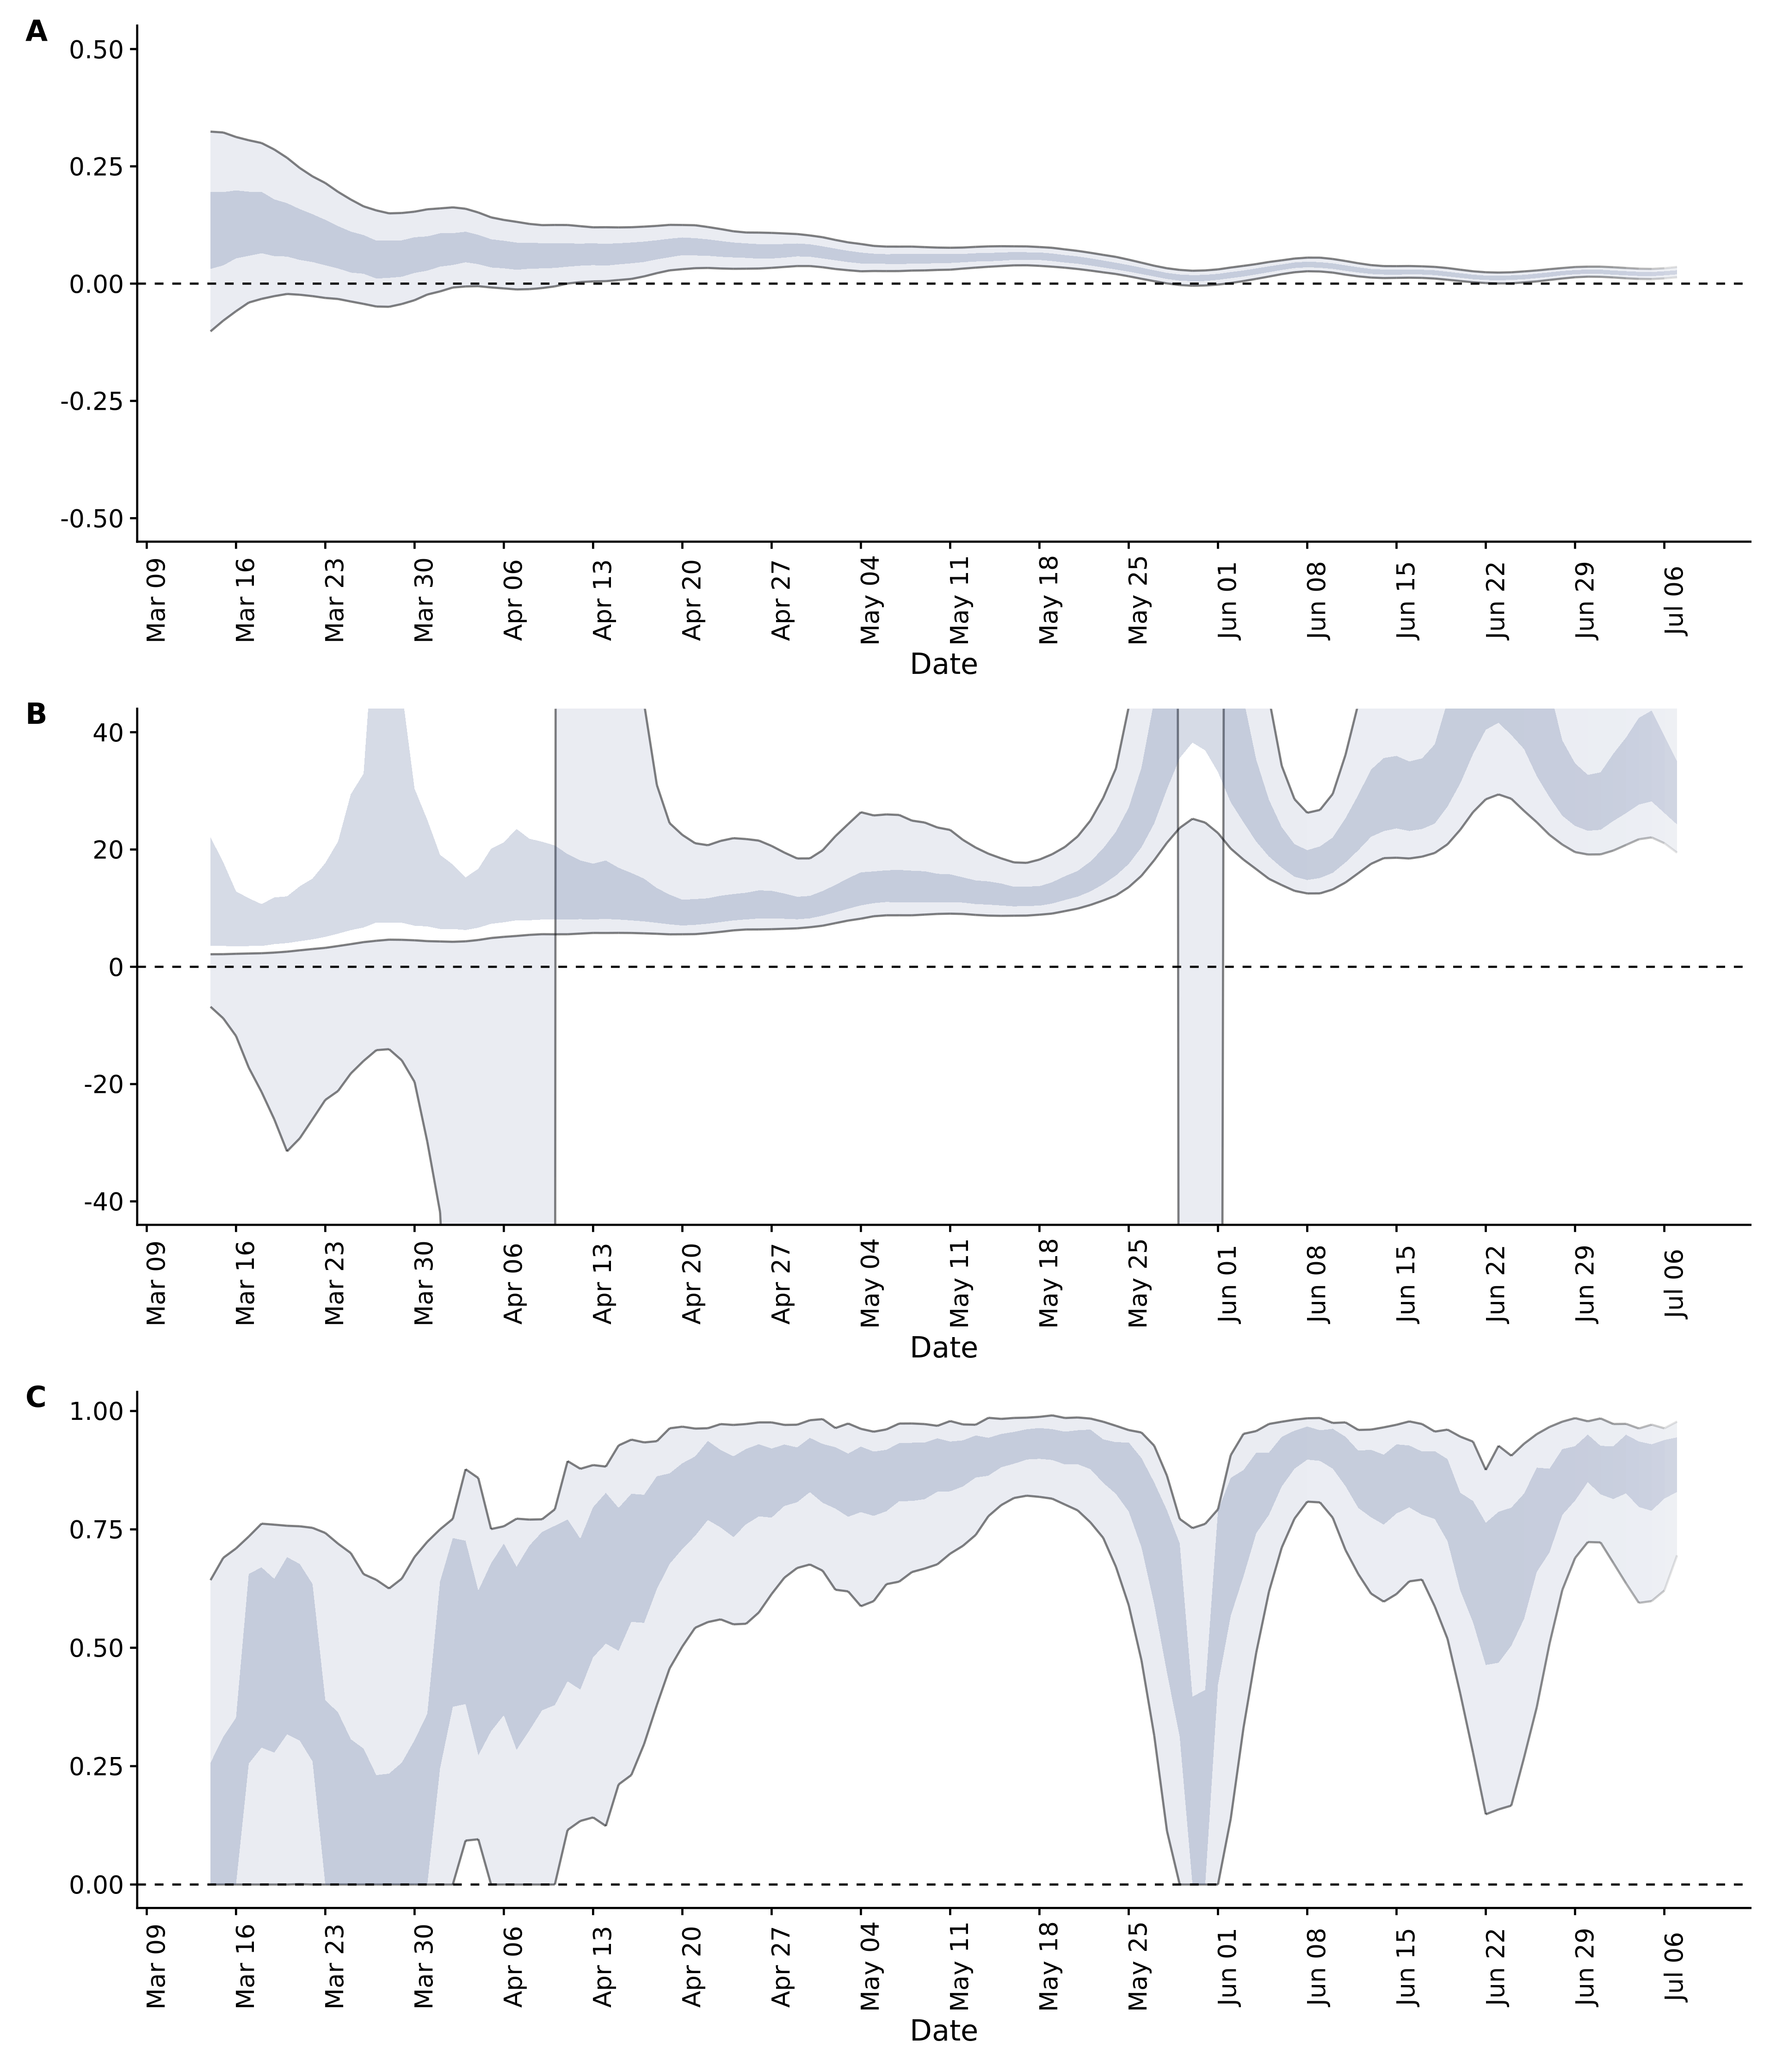 A
0.50
0.25
0.00
-0.25
-0.50
Mar 09
Mar 16
Mar 23
Mar 30
Apr 06
Apr 13
Apr 20
Apr 27
May 04
May 11
May 18
May 25
Jun 01
Jun 08
Jun 15
Jun 22
Jun 29
Jul 06
Date
B
40
20
0
-20
-40
Mar 09
Mar 16
Mar 23
Mar 30
Apr 06
Apr 13
Apr 20
Apr 27
May 04
May 11
May 18
May 25
Jun 01
Jun 08
Jun 15
Jun 22
Jun 29
Jul 06
Date
C
1.00
0.75
0.50
0.25
0.00
Mar 09
Mar 16
Mar 23
Mar 30
Apr 06
Apr 13
Apr 20
Apr 27
May 04
May 11
May 18
May 25
Jun 01
Jun 08
Jun 15
Jun 22
Jun 29
Jul 06
Date